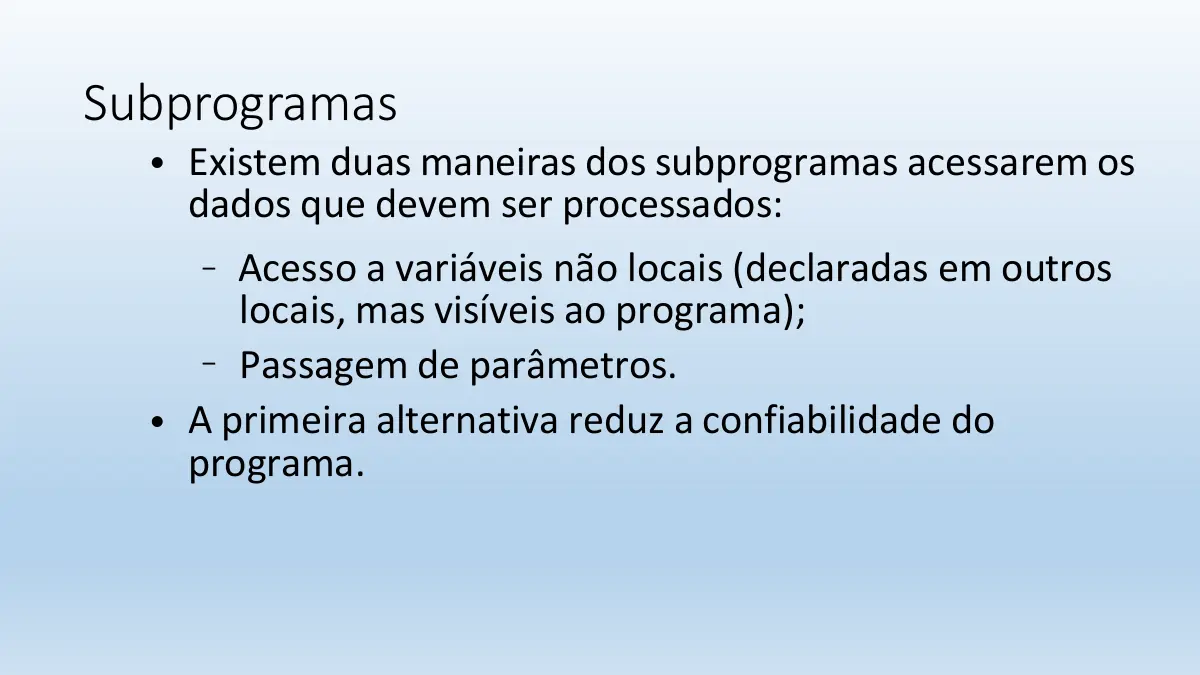 Subprogramas
• Existem duas maneiras dos subprogramas acessarem os
dados que devem ser processados:
– Acesso a variáveis não locais (declaradas em outros
locais, mas visíveis ao programa);
– Passagem de parâmetros.
• A primeira alternativa reduz a confiabilidade do
programa.